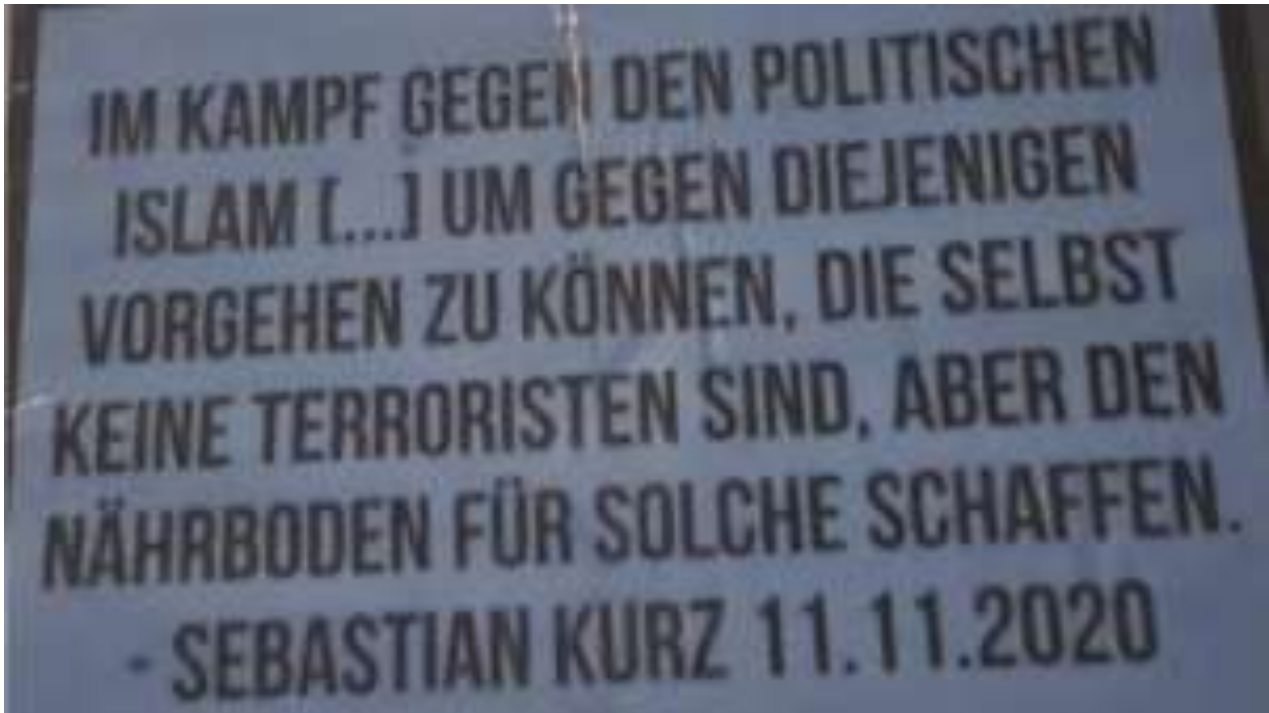 IM KAMPF GEGEN DEN POLITISCHEN
ISLAM [...] UM GEGEN DIEJENIGEN
VORGEHEN ZU KÖNNEN, DIE SELBST
KEINE TERRORISTEN SIND, ABER DEN
NÄHRBODEN FÜR SOLCHE SCHAFFEN.
- SEBASTIAN KURZ 11.11.2020